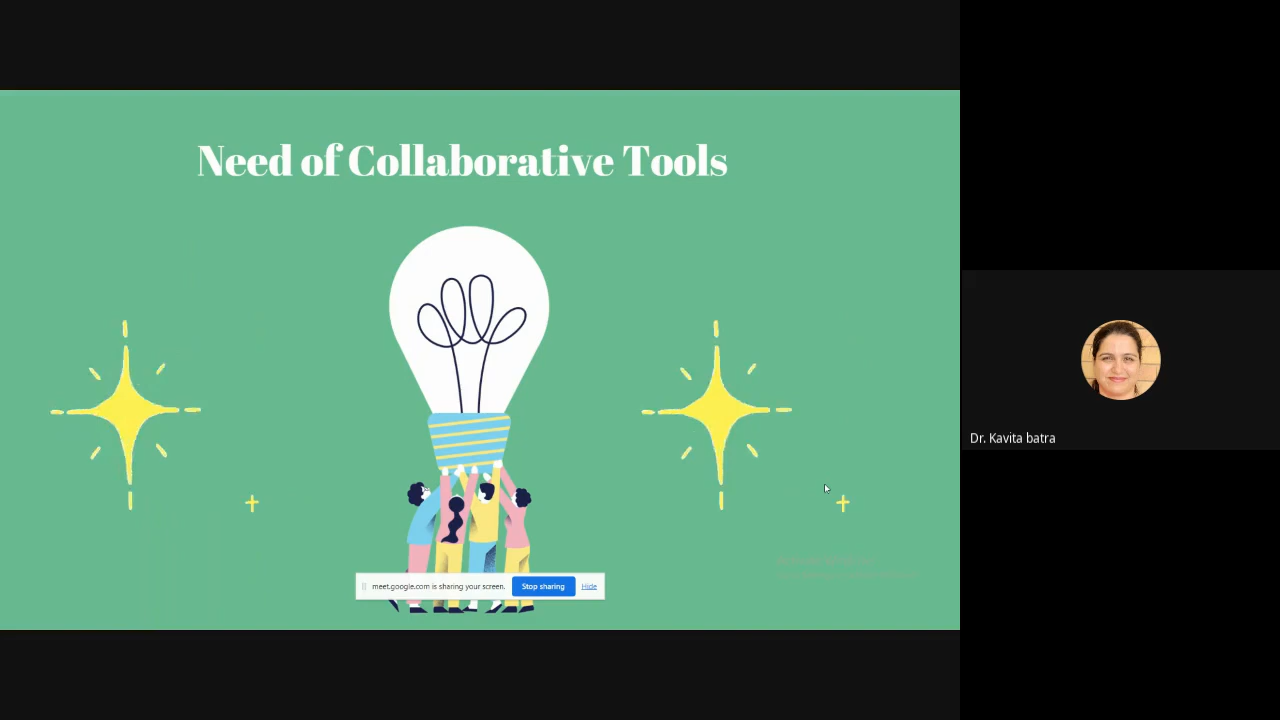 Need of Collaborative Tools
meet.google.com is sharing your screen. Stop sharing Hide
Dr. Kavita batra